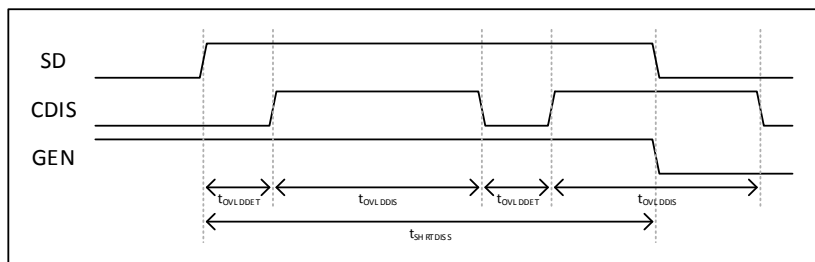 SD
CDIS
GEN
tOVLDDET tOVLDDIS tOVLDDET tOVLDDIS
tSHRTDISS